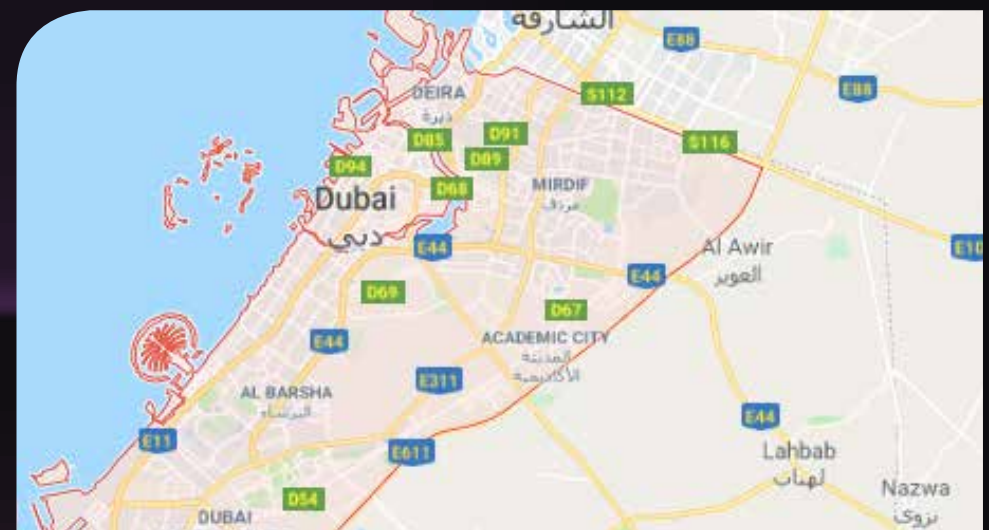 الشارقة
E88
E88
S112
DEIRA
ديرة
D91
D85
S116
D89
D94
D68
MIRDIF
مردف
Dubai
دبي
E44
E10
Al Awir
العوير
E44
D69
D67
E44
ACADEMIC CITY
المدينة
الأكاديمية
E311
AL BARSHA
البرشاء
E44
E11
E611
Lahbab
لهباب
Nazwa
نزوى
D54
DUBAI